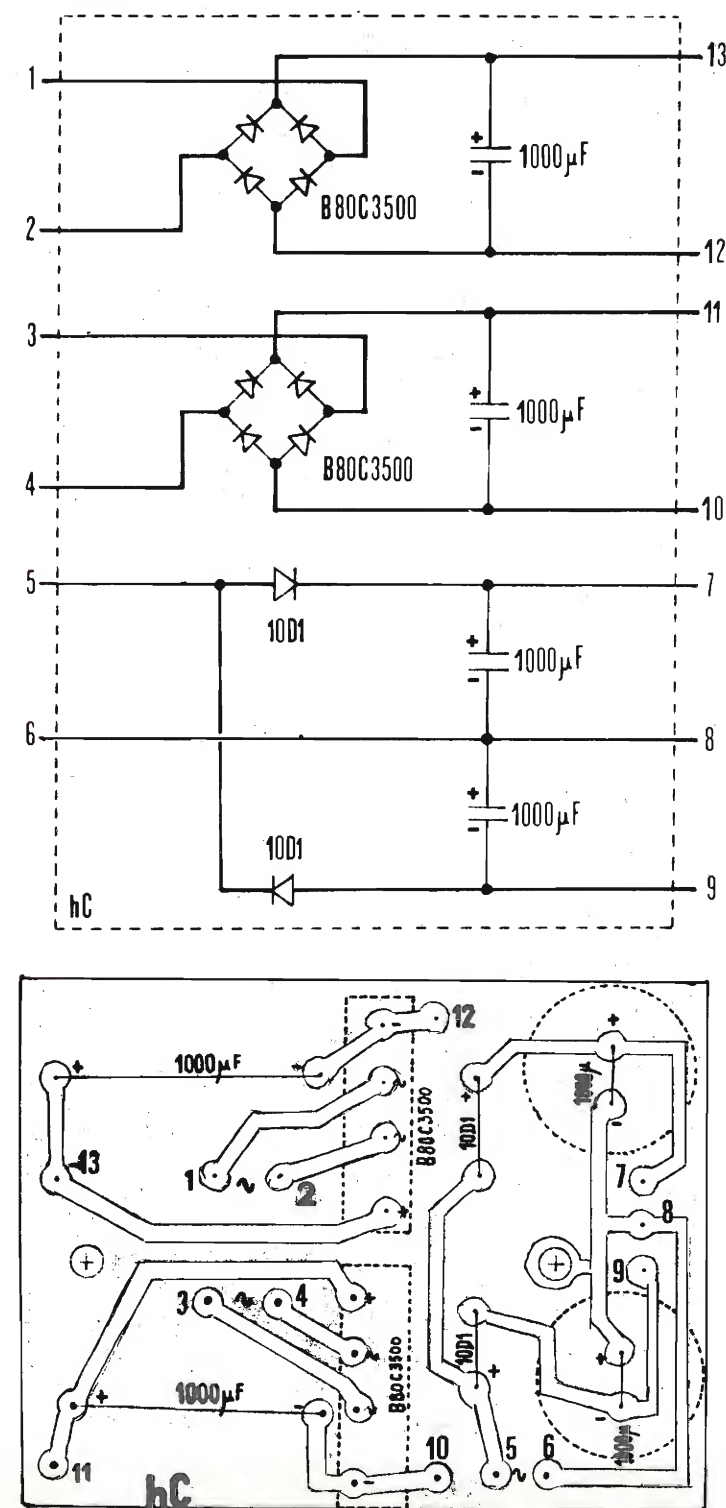 13
1
+
1000µF
-
B80C3500
2
12
3
11
+
1000µF
-
B80C3500
4
10
5
7
10D1
+
1000µF
-
6
8
+
1000µF
-
10D1
9
hC
12
-
+
+ 1000µF +
~
1000µ
B80C3500
+
10D1
-
~
13
1 ~ 2
7
+
8
9
3 ~ 4
+
~
10D1
+
B80C3500
+ 1000µF -
~
+
-
1000µ
11
-
10
5 ~ 6
hC